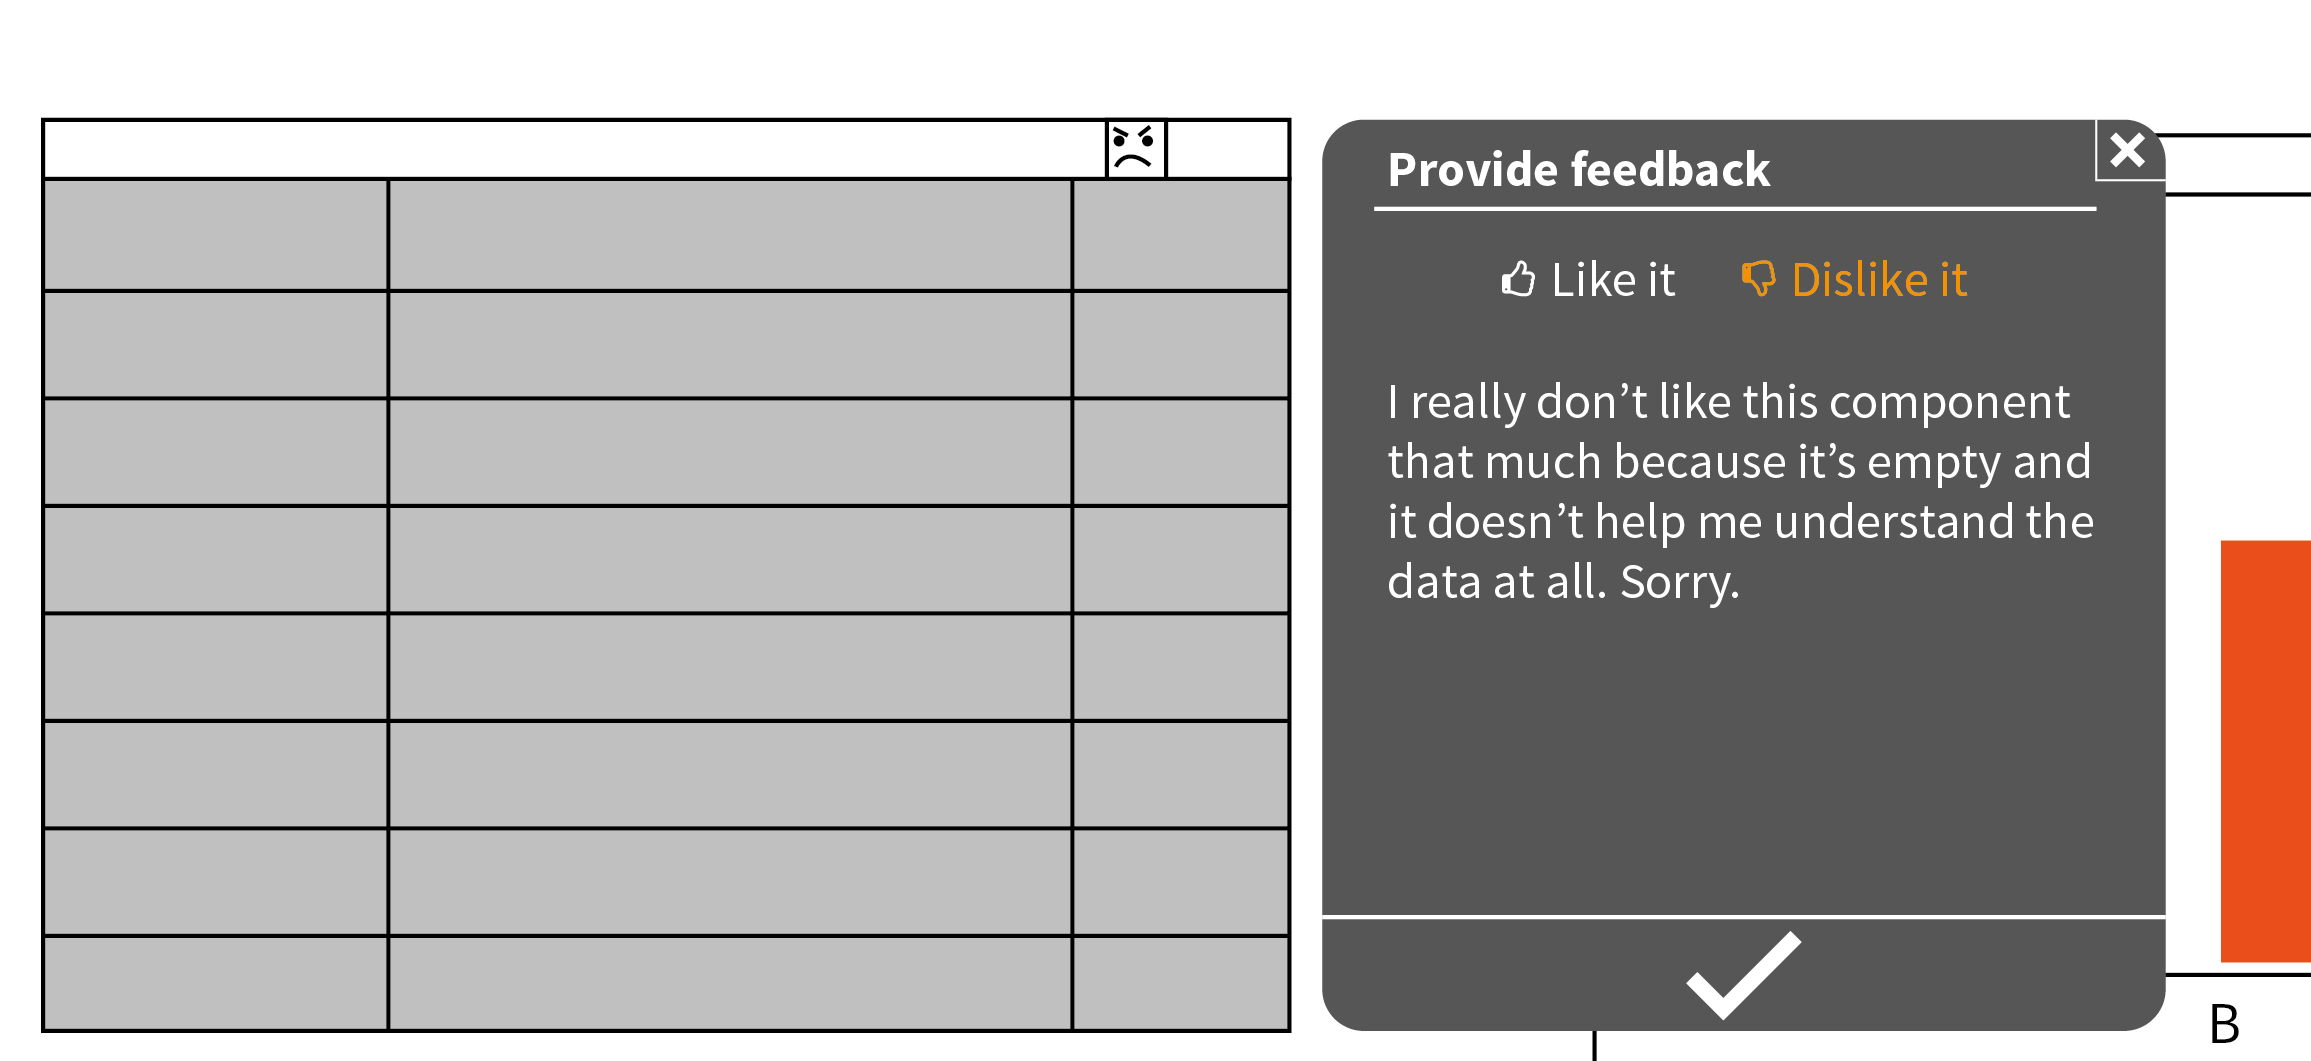 Provide feedback
Like it Dislike it
I really don’t like this component
that much because it’s empty and
it doesn’t help me understand the
data at all. Sorry.
B